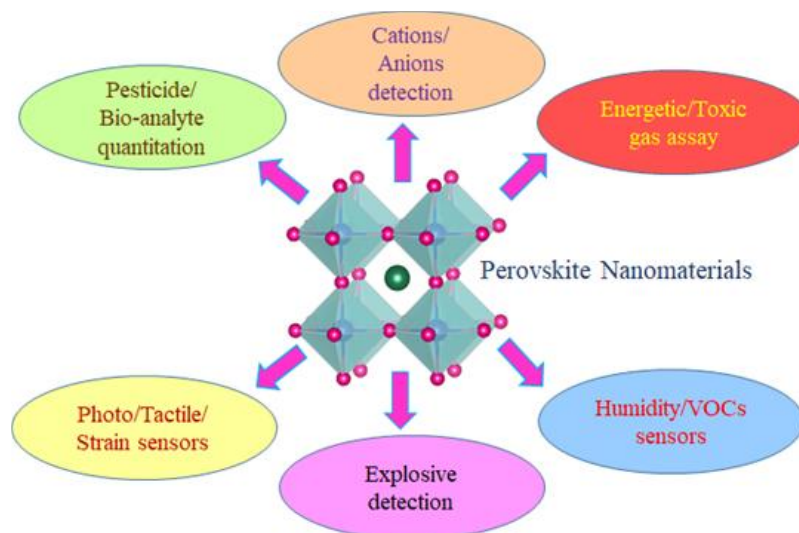 Cations/
Anions
detection
Pesticide/
Bio-analyte
quantitation
Energetic/Toxic
gas assay
Perovskite Nanomaterials
Photo/Tactile/
Strain sensors
Humidity/VOCs
sensors
Explosive
detection